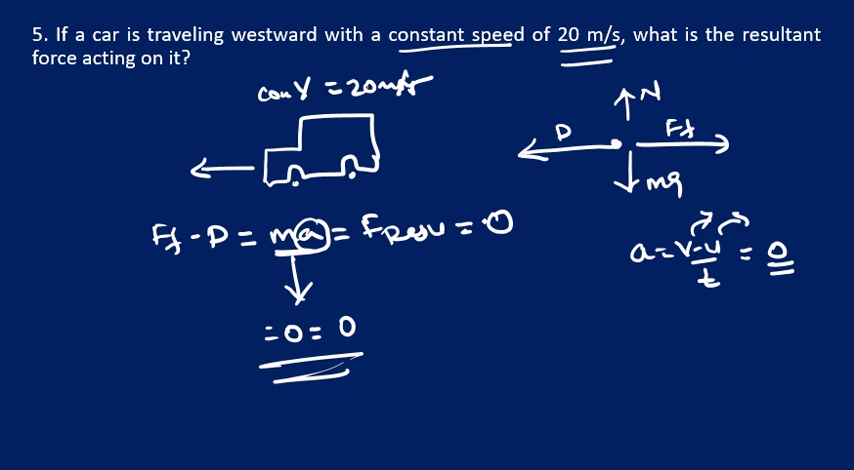 5. If a car is traveling westward with a constant speed of 20 m/s, what is the resultant
force acting on it?
con V = 20m/s
N
D
Ff
mg
Ff - D = ma = FResu = 0
a = v-u/t = 0
= 0 = 0